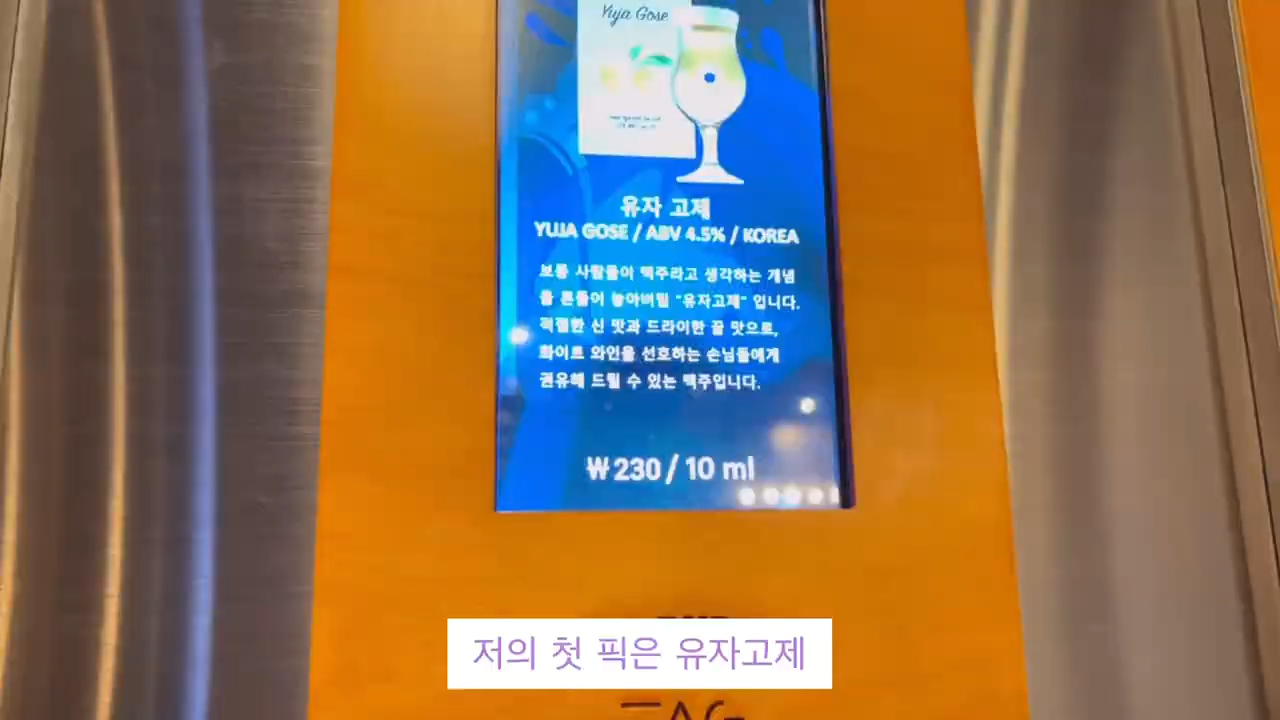 Yuja Gose
유자 고제
YUJA GOSE / ABV 4.5% / KOREA
보통 사람들이 맥주라고 생각하는 개념
을 흔들어 놓아버릴 "유자고제" 입니다.
적절한 신 맛과 드라이한 끝 맛으로,
화이트 와인을 선호하는 손님들에게
권유해 드릴 수 있는 맥주입니다.
₩230 / 10 ml
저의 첫 픽은 유자고제
TAG